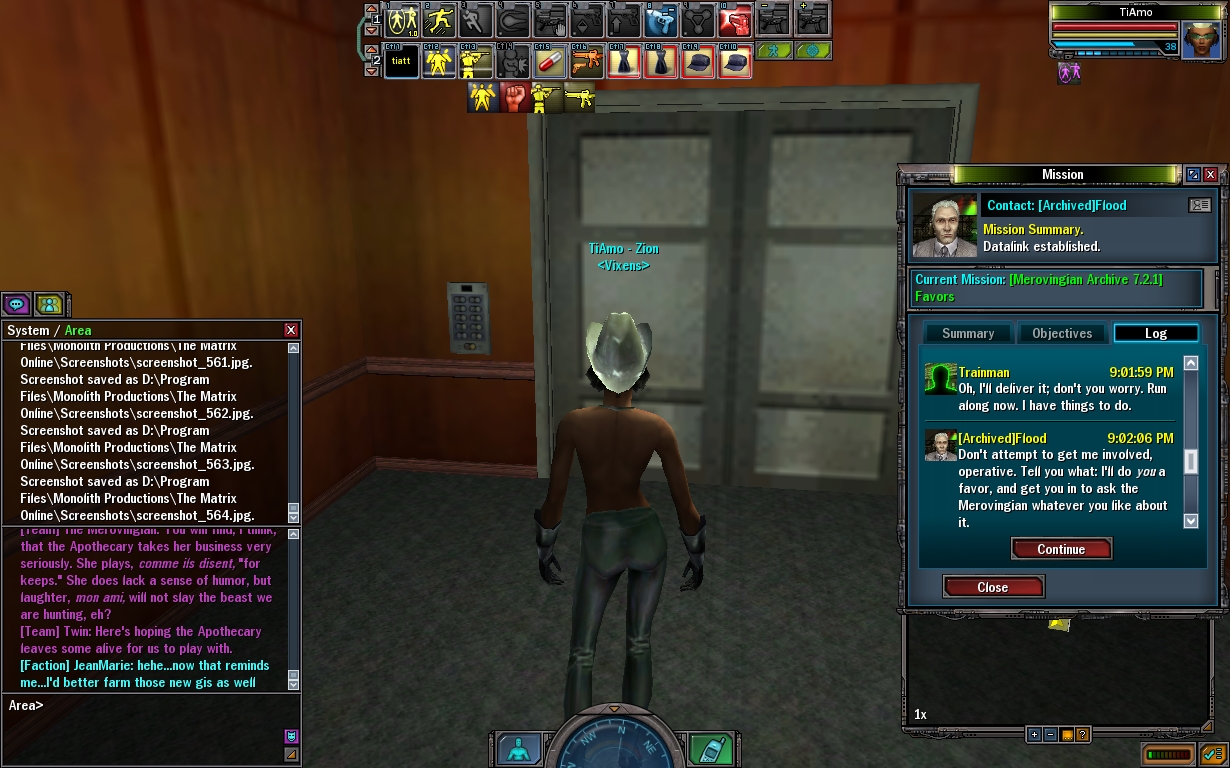 TiAmo
38
1
1.0
2
Ctrl1
tiatt
TiAmo - Zion
<Vixens>
Mission
Contact: [Archived]Flood
Mission Summary.
Datalink established.
Current Mission: [Merovingian Archive 7.2.1]
Favors
Summary
Objectives
Log
Trainman 9:01:59 PM
Oh, I'll deliver it; don't you worry. Run
along now. I have things to do.
[Archived]Flood 9:02:06 PM
Don't attempt to get me involved,
operative. Tell you what: I'll do you a
favor, and get you in to ask the
Merovingian whatever you like about
it.
Continue
Close
1x
System / Area
Files\Monolith Productions\The Matrix
Online\Screenshots\screenshot_561.jpg.
Screenshot saved as D:\Program
Files\Monolith Productions\The Matrix
Online\Screenshots\screenshot_562.jpg.
Screenshot saved as D:\Program
Files\Monolith Productions\The Matrix
Online\Screenshots\screenshot_563.jpg.
Screenshot saved as D:\Program
Files\Monolith Productions\The Matrix
Online\Screenshots\screenshot_564.jpg.
[Team] The Merovingian: You will find, I think,
that the Apothecary takes her business very
seriously. She plays, comme iis disent, "for
keeps." She does lack a sense of humor, but
laughter, mon ami, will not slay the beast we
are hunting, eh?
[Team] Twin: Here's hoping the Apothecary
leaves some alive for us to play with.
[Faction] JeanMarie: hehe...now that reminds
me...I'd better farm those new gis as well
Area>
NW
N
NE